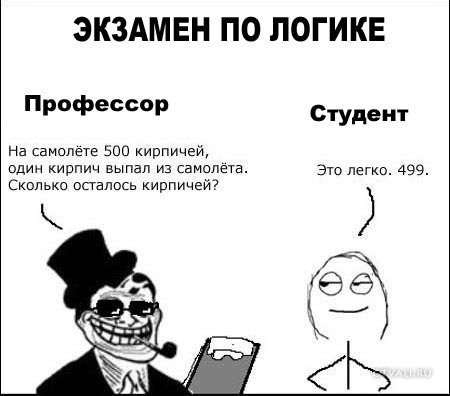 ЭКЗАМЕН ПО ЛОГИКЕ
Профессор
На самолёте 500 кирпичей,
один кирпич выпал из самолёта.
Сколько осталось кирпичей?
Студент
Это легко. 499.